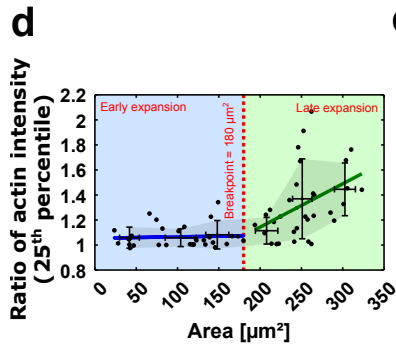 d
Ratio of actin intensity
(25th percentile)
2.2
2
1.8
1.6
1.4
1.2
1
0.8
Early expansion
Late expansion
Breakpoint = 180 µm²
0
50
100
150
200
250
300
350
Area [µm²]